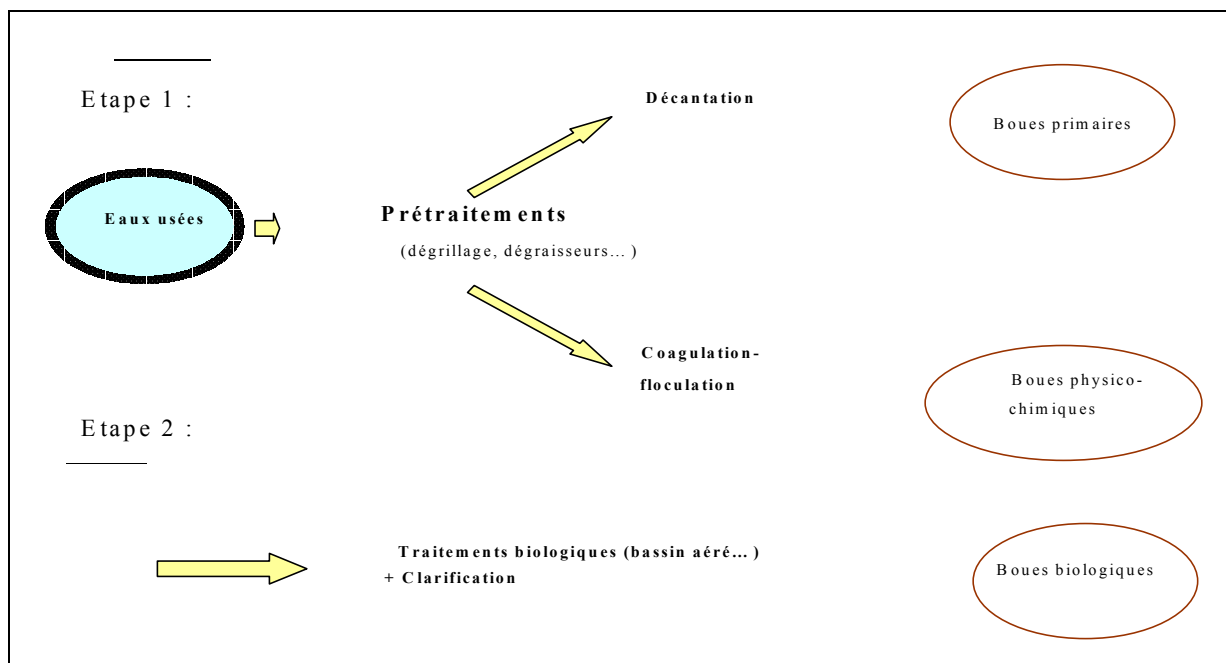 Etape 1 :
Décantation
Boues primaires
Eaux usées
Prétraitements
(dégrillage, dégraisseurs... )
Coagulation-
floculation
Boues physico-
chimiques
Etape 2 :
Traitements biologiques (bassin aéré... )
+ Clarification
Boues biologiques